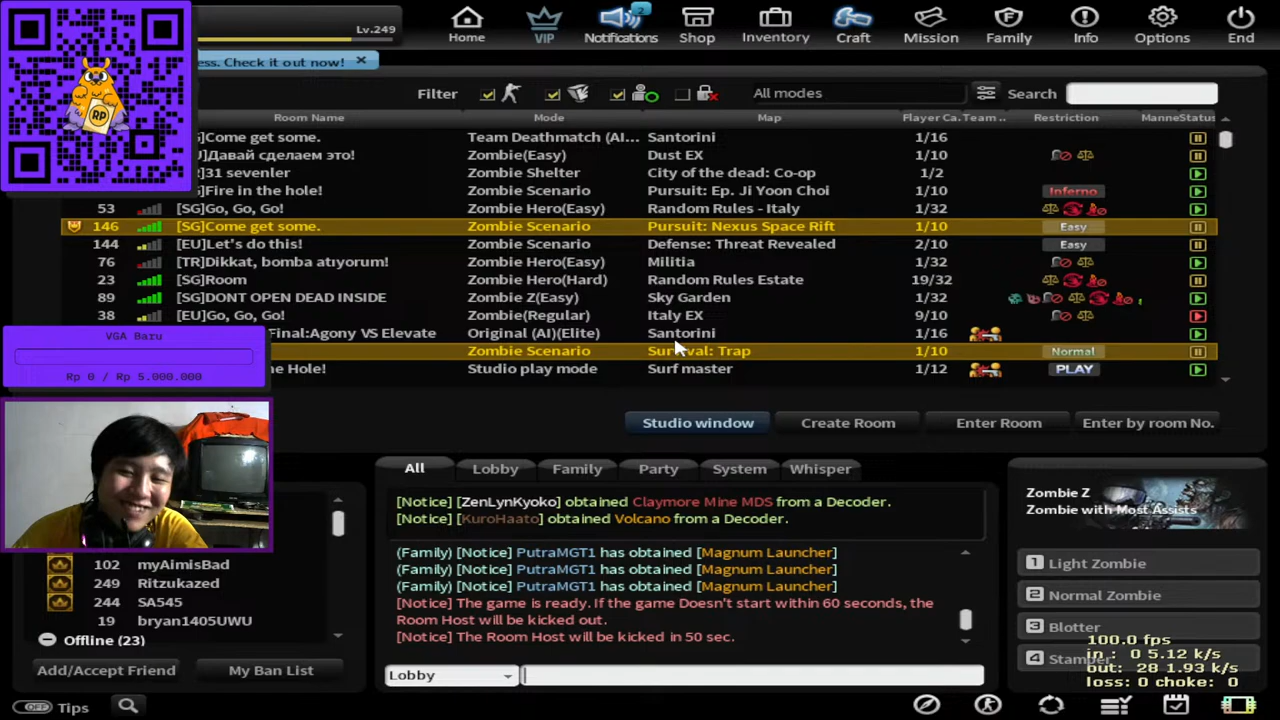 Lv.249
Home VIP Notifications 2 Shop Inventory Craft Mission Family Info Options End
ess. Check it out now!
RP
Filter All modes Search
Room Name Mode Map Player Ca.. Team .. Restriction Manne Status
[SG]Come get some. Team Deathmatch (AI... Santorini 1/16
]Давай сделаем это! Zombie(Easy) Dust EX 1/10
]31 sevenler Zombie Shelter City of the dead: Co-op 1/2
]Fire in the hole! Zombie Scenario Pursuit: Ep. Ji Yoon Choi 1/10 Inferno
53 [SG]Go, Go, Go! Zombie Hero(Easy) Random Rules - Italy 1/32
146 [SG]Come get some. Zombie Scenario Pursuit: Nexus Space Rift 1/10 Easy
144 [EU]Let's do this! Zombie Scenario Defense: Threat Revealed 2/10 Easy
76 [TR]Dikkat, bomba atıyorum! Zombie Hero(Easy) Militia 1/32
23 [SG]Room Zombie Hero(Hard) Random Rules Estate 19/32
89 [SG]DONT OPEN DEAD INSIDE Zombie Z(Easy) Sky Garden 1/32
38 [EU]Go, Go, Go! Zombie(Regular) Italy EX 9/10
Final:Agony VS Elevate Original (AI)(Elite) Santorini 1/16
Zombie Scenario Survival: Trap 1/10 Normal
he Hole! Studio play mode Surf master 1/12 PLAY
VGA Baru
Rp 0 / Rp 5.000.000
Studio window Create Room Enter Room Enter by room No.
All Lobby Family Party System Whisper
[Notice] [ZenLynKyoko] obtained Claymore Mine MDS from a Decoder.
[Notice] [KuroHaato] obtained Volcano from a Decoder.
(Family) [Notice] PutraMGT1 has obtained [Magnum Launcher]
(Family) [Notice] PutraMGT1 has obtained [Magnum Launcher]
(Family) [Notice] PutraMGT1 has obtained [Magnum Launcher]
[Notice] The game is ready. If the game Doesn't start within 60 seconds, the
Room Host will be kicked out.
[Notice] The Room Host will be kicked in 50 sec.
Lobby
102 myAimisBad
249 Ritzukazed
244 SA545
19 bryan1405UWU
Offline (23)
Add/Accept Friend My Ban List
Zombie Z
Zombie with Most Assists
1 Light Zombie
2 Normal Zombie
3 Blotter
4 Stamper
100.0 fps
in : 0 5.12 k/s
out: 28 1.93 k/s
loss: 0 choke: 0
OFF Tips